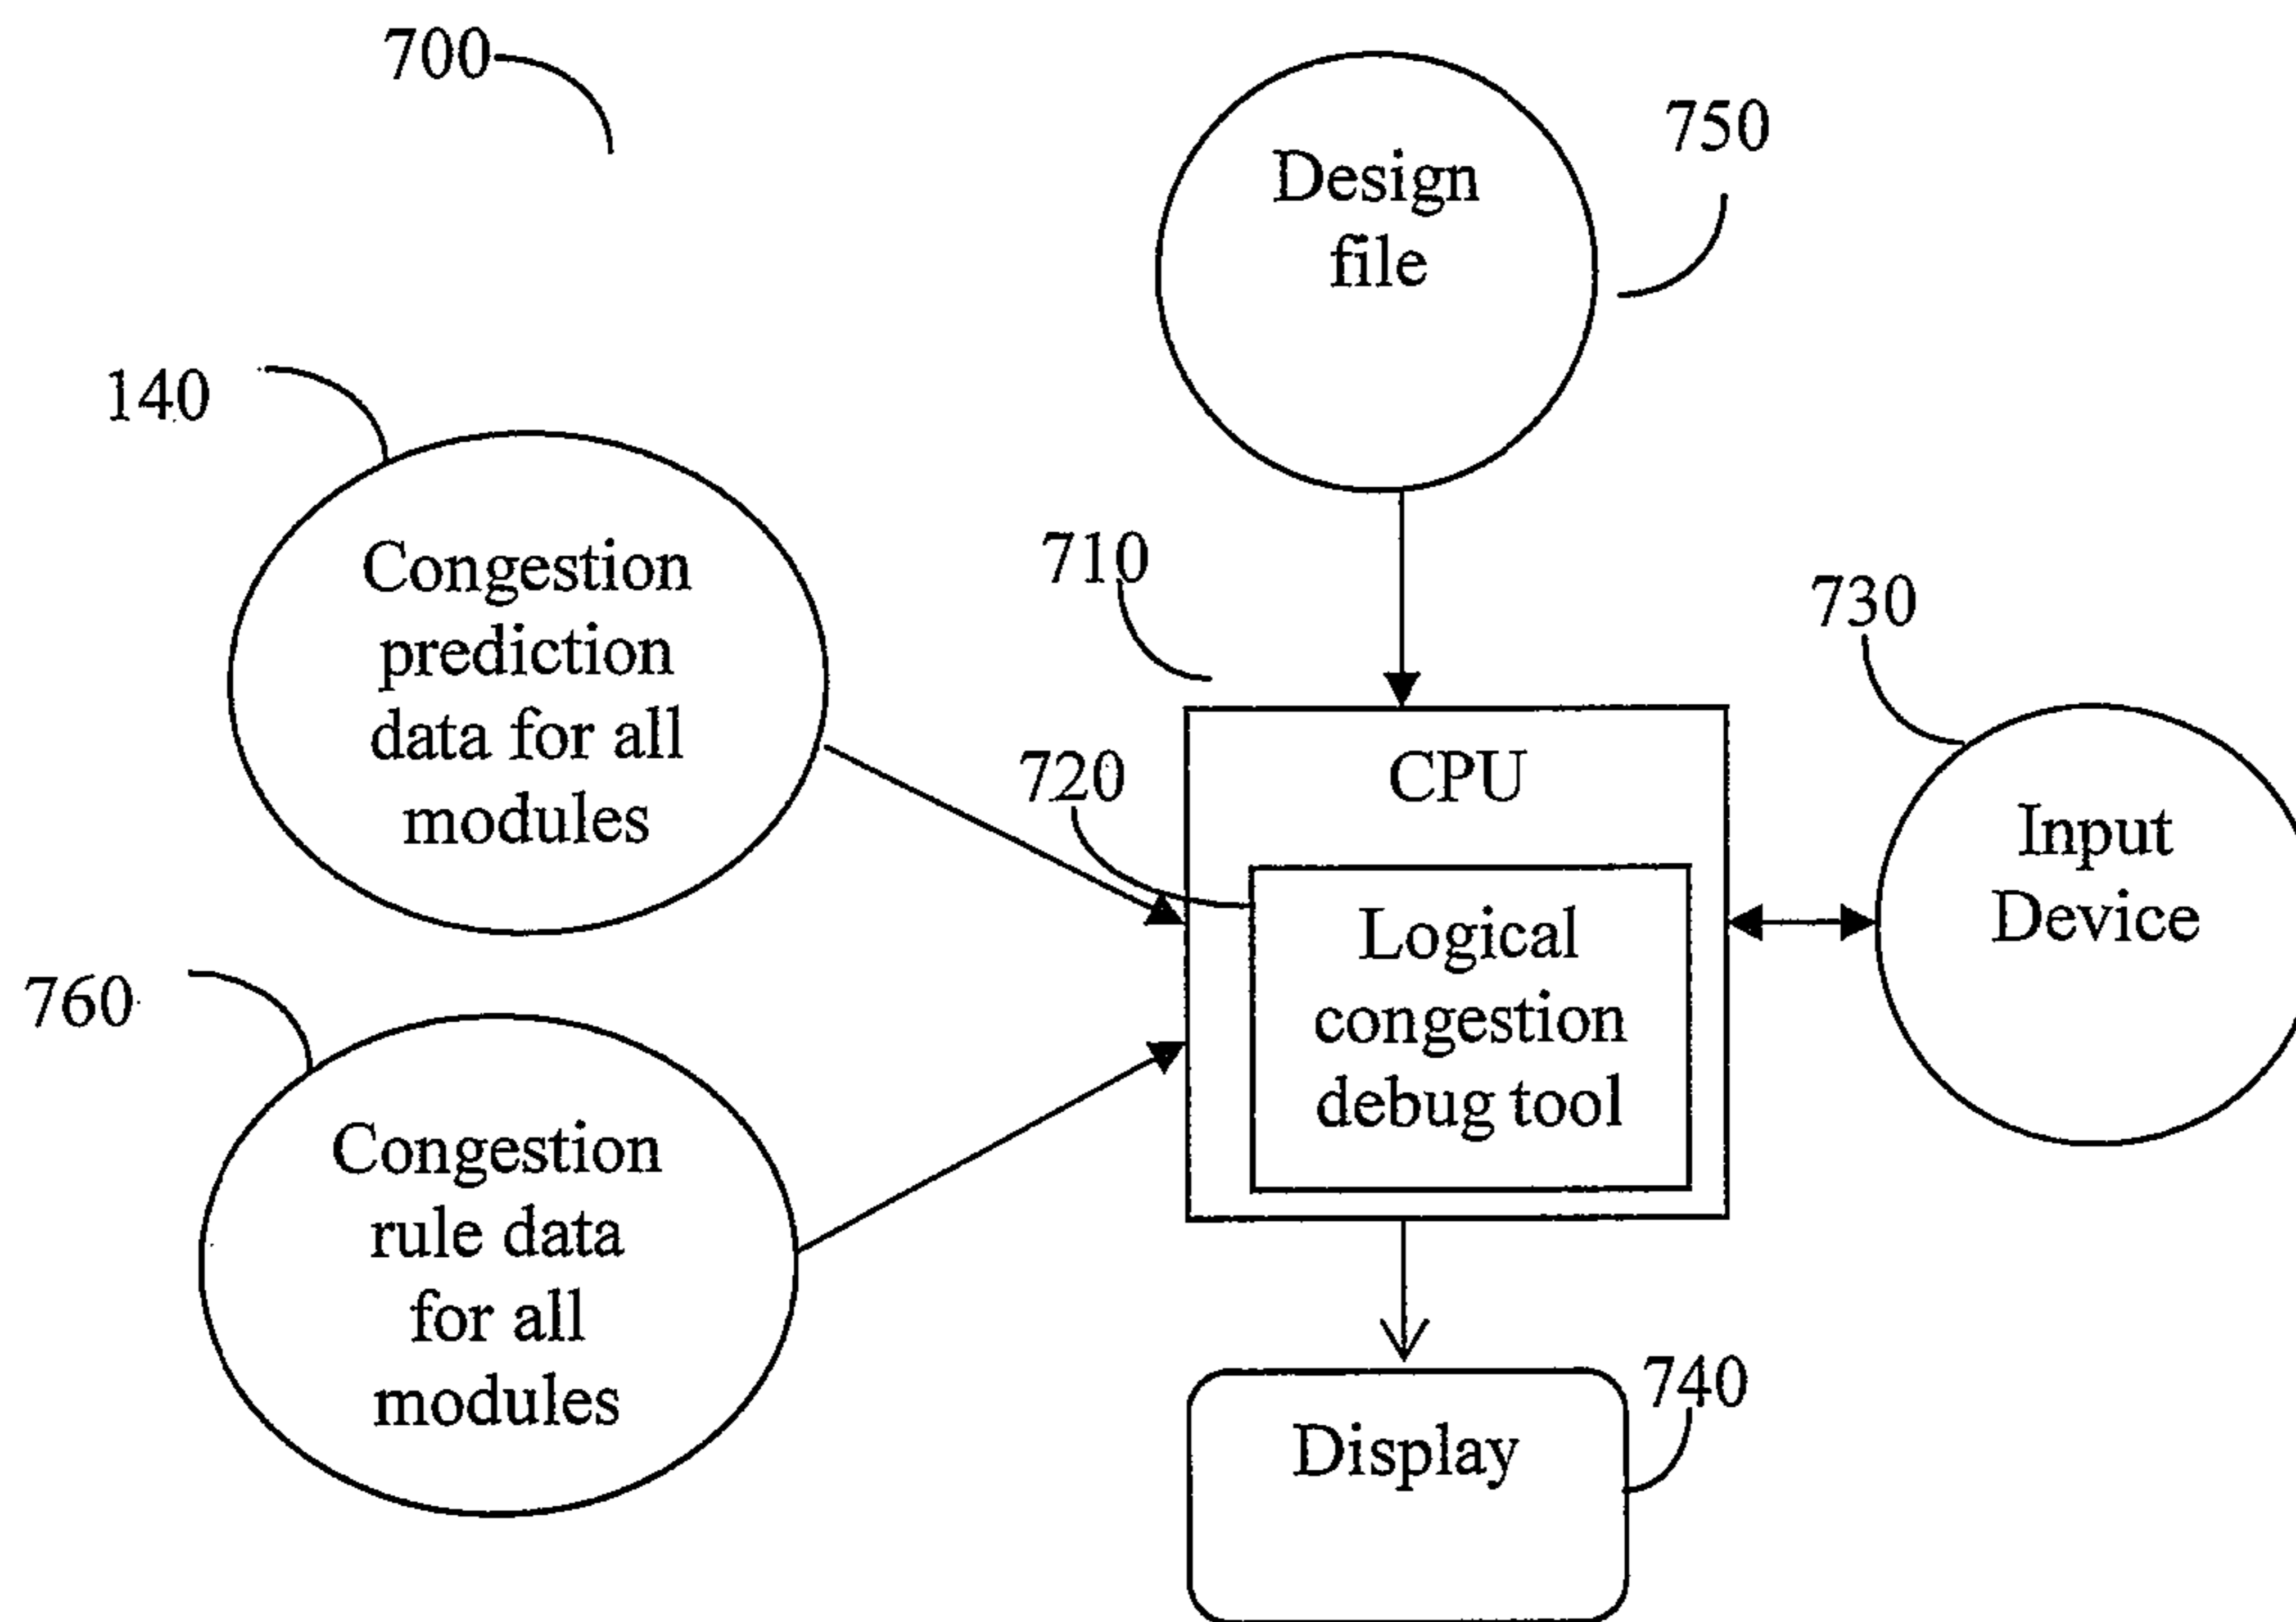 700
Design
file
750
140
Congestion
prediction
data for all
modules
710
730
720
CPU
Input
Device
Logical
congestion
debug tool
760
Congestion
rule data
for all
modules
740
Display